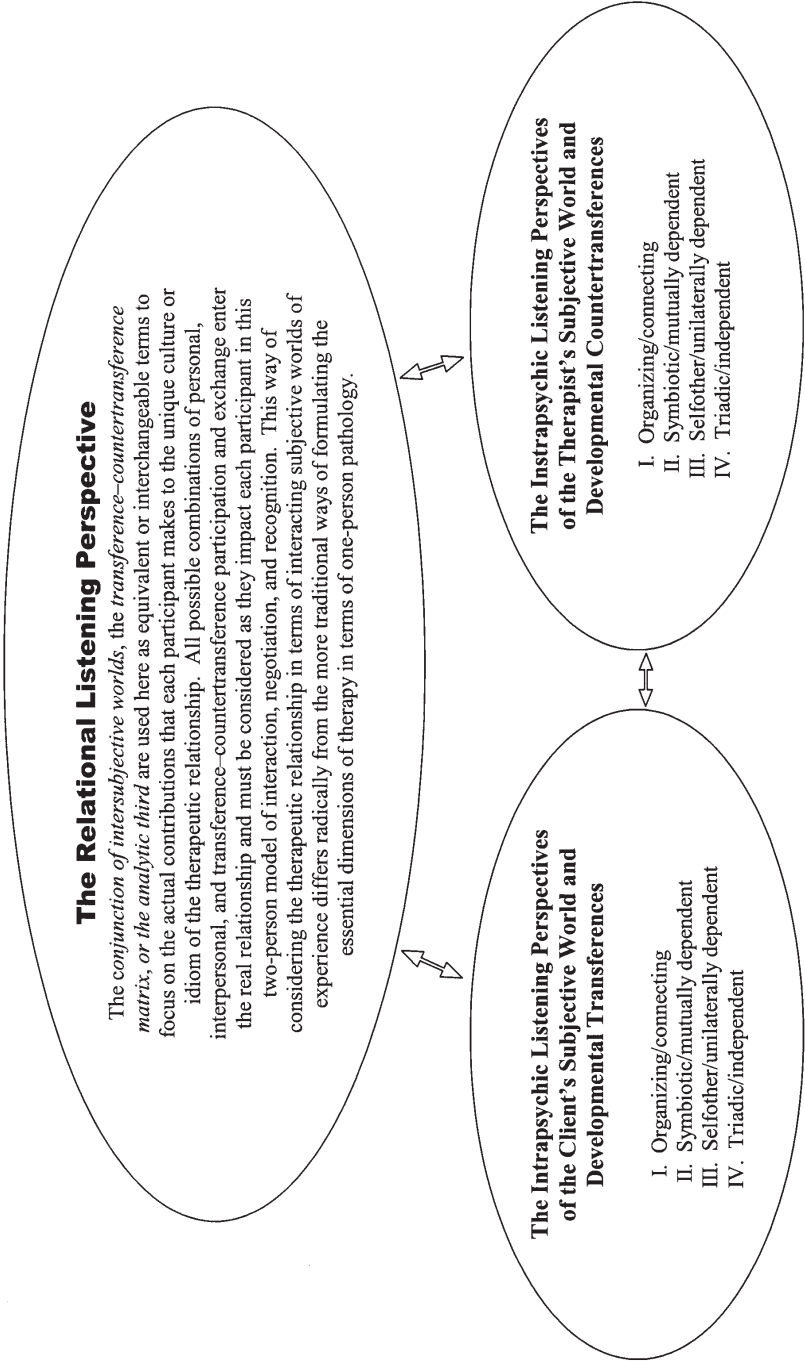 The Relational Listening Perspective
The conjunction of intersubjective worlds, the transference–countertransference
matrix, or the analytic third are used here as equivalent or interchangeable terms to
focus on the actual contributions that each participant makes to the unique culture or
idiom of the therapeutic relationship. All possible combinations of personal,
interpersonal, and transference–countertransference participation and exchange enter
the real relationship and must be considered as they impact each participant in this
two-person model of interaction, negotiation, and recognition. This way of
considering the therapeutic relationship in terms of interacting subjective worlds of
experience differs radically from the more traditional ways of formulating the
essential dimensions of therapy in terms of one-person pathology.
The Intrapsychic Listening Perspectives
of the Client's Subjective World and
Developmental Transferences
I. Organizing/connecting
II. Symbiotic/mutually dependent
III. Selfother/unilaterally dependent
IV. Triadic/independent
The Instrapsychic Listening Perspectives
of the Therapist's Subjective World and
Developmental Countertransferences
I. Organizing/connecting
II. Symbiotic/mutually dependent
III. Selfother/unilaterally dependent
IV. Triadic/independent